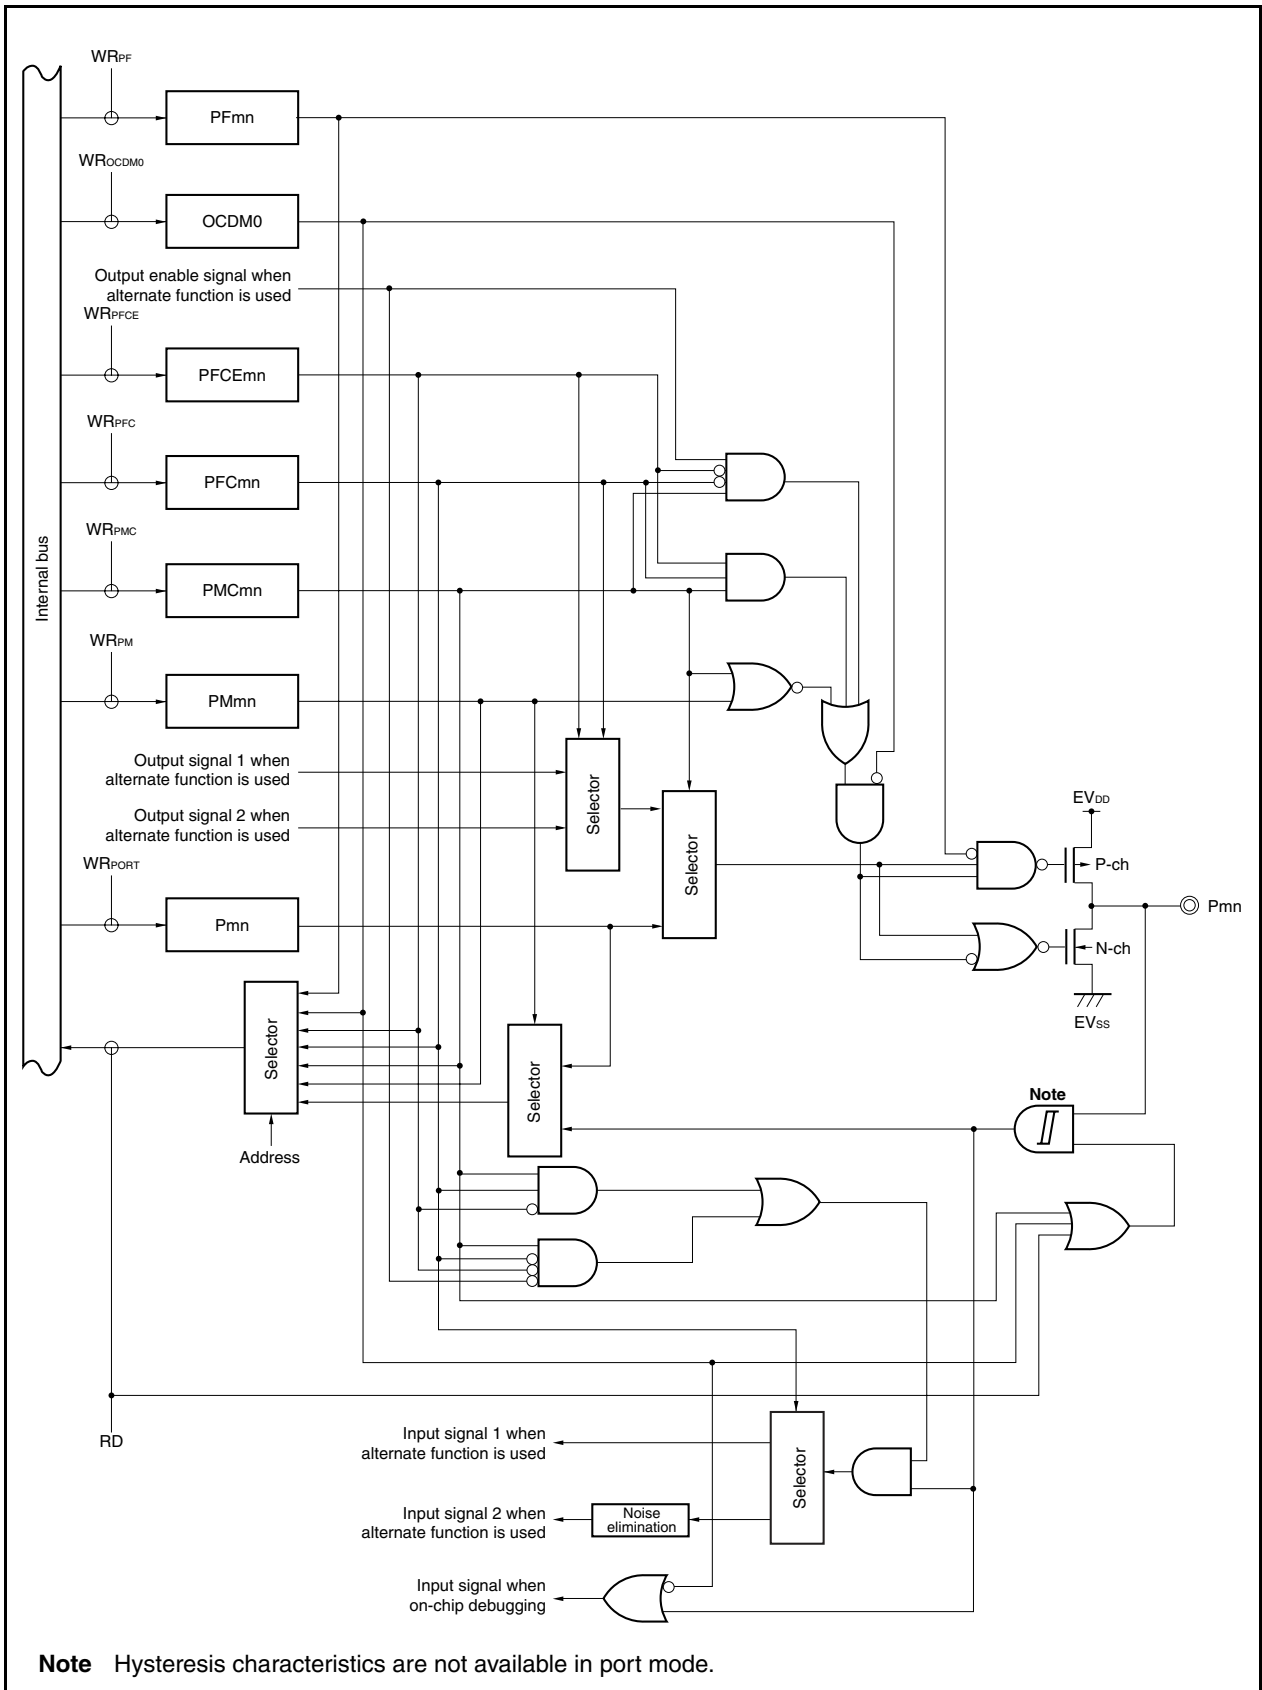 WRPF
PFmn
WROCDM0
OCDM0
Output enable signal when
alternate function is used
WRPFCE
PFCEmn
WRPFC
PFCmn
WRPMC
PMCmn
Internal bus
WRPM
PMmn
Output signal 1 when
alternate function is used
Output signal 2 when
alternate function is used
Selector
Selector
WRPORT
Pmn
EVDD
P-ch
Pmn
N-ch
EVSS
Selector
Selector
Address
Note
RD
Input signal 1 when
alternate function is used
Selector
Input signal 2 when
alternate function is used
Noise
elimination
Input signal when
on-chip debugging
Note Hysteresis characteristics are not available in port mode.